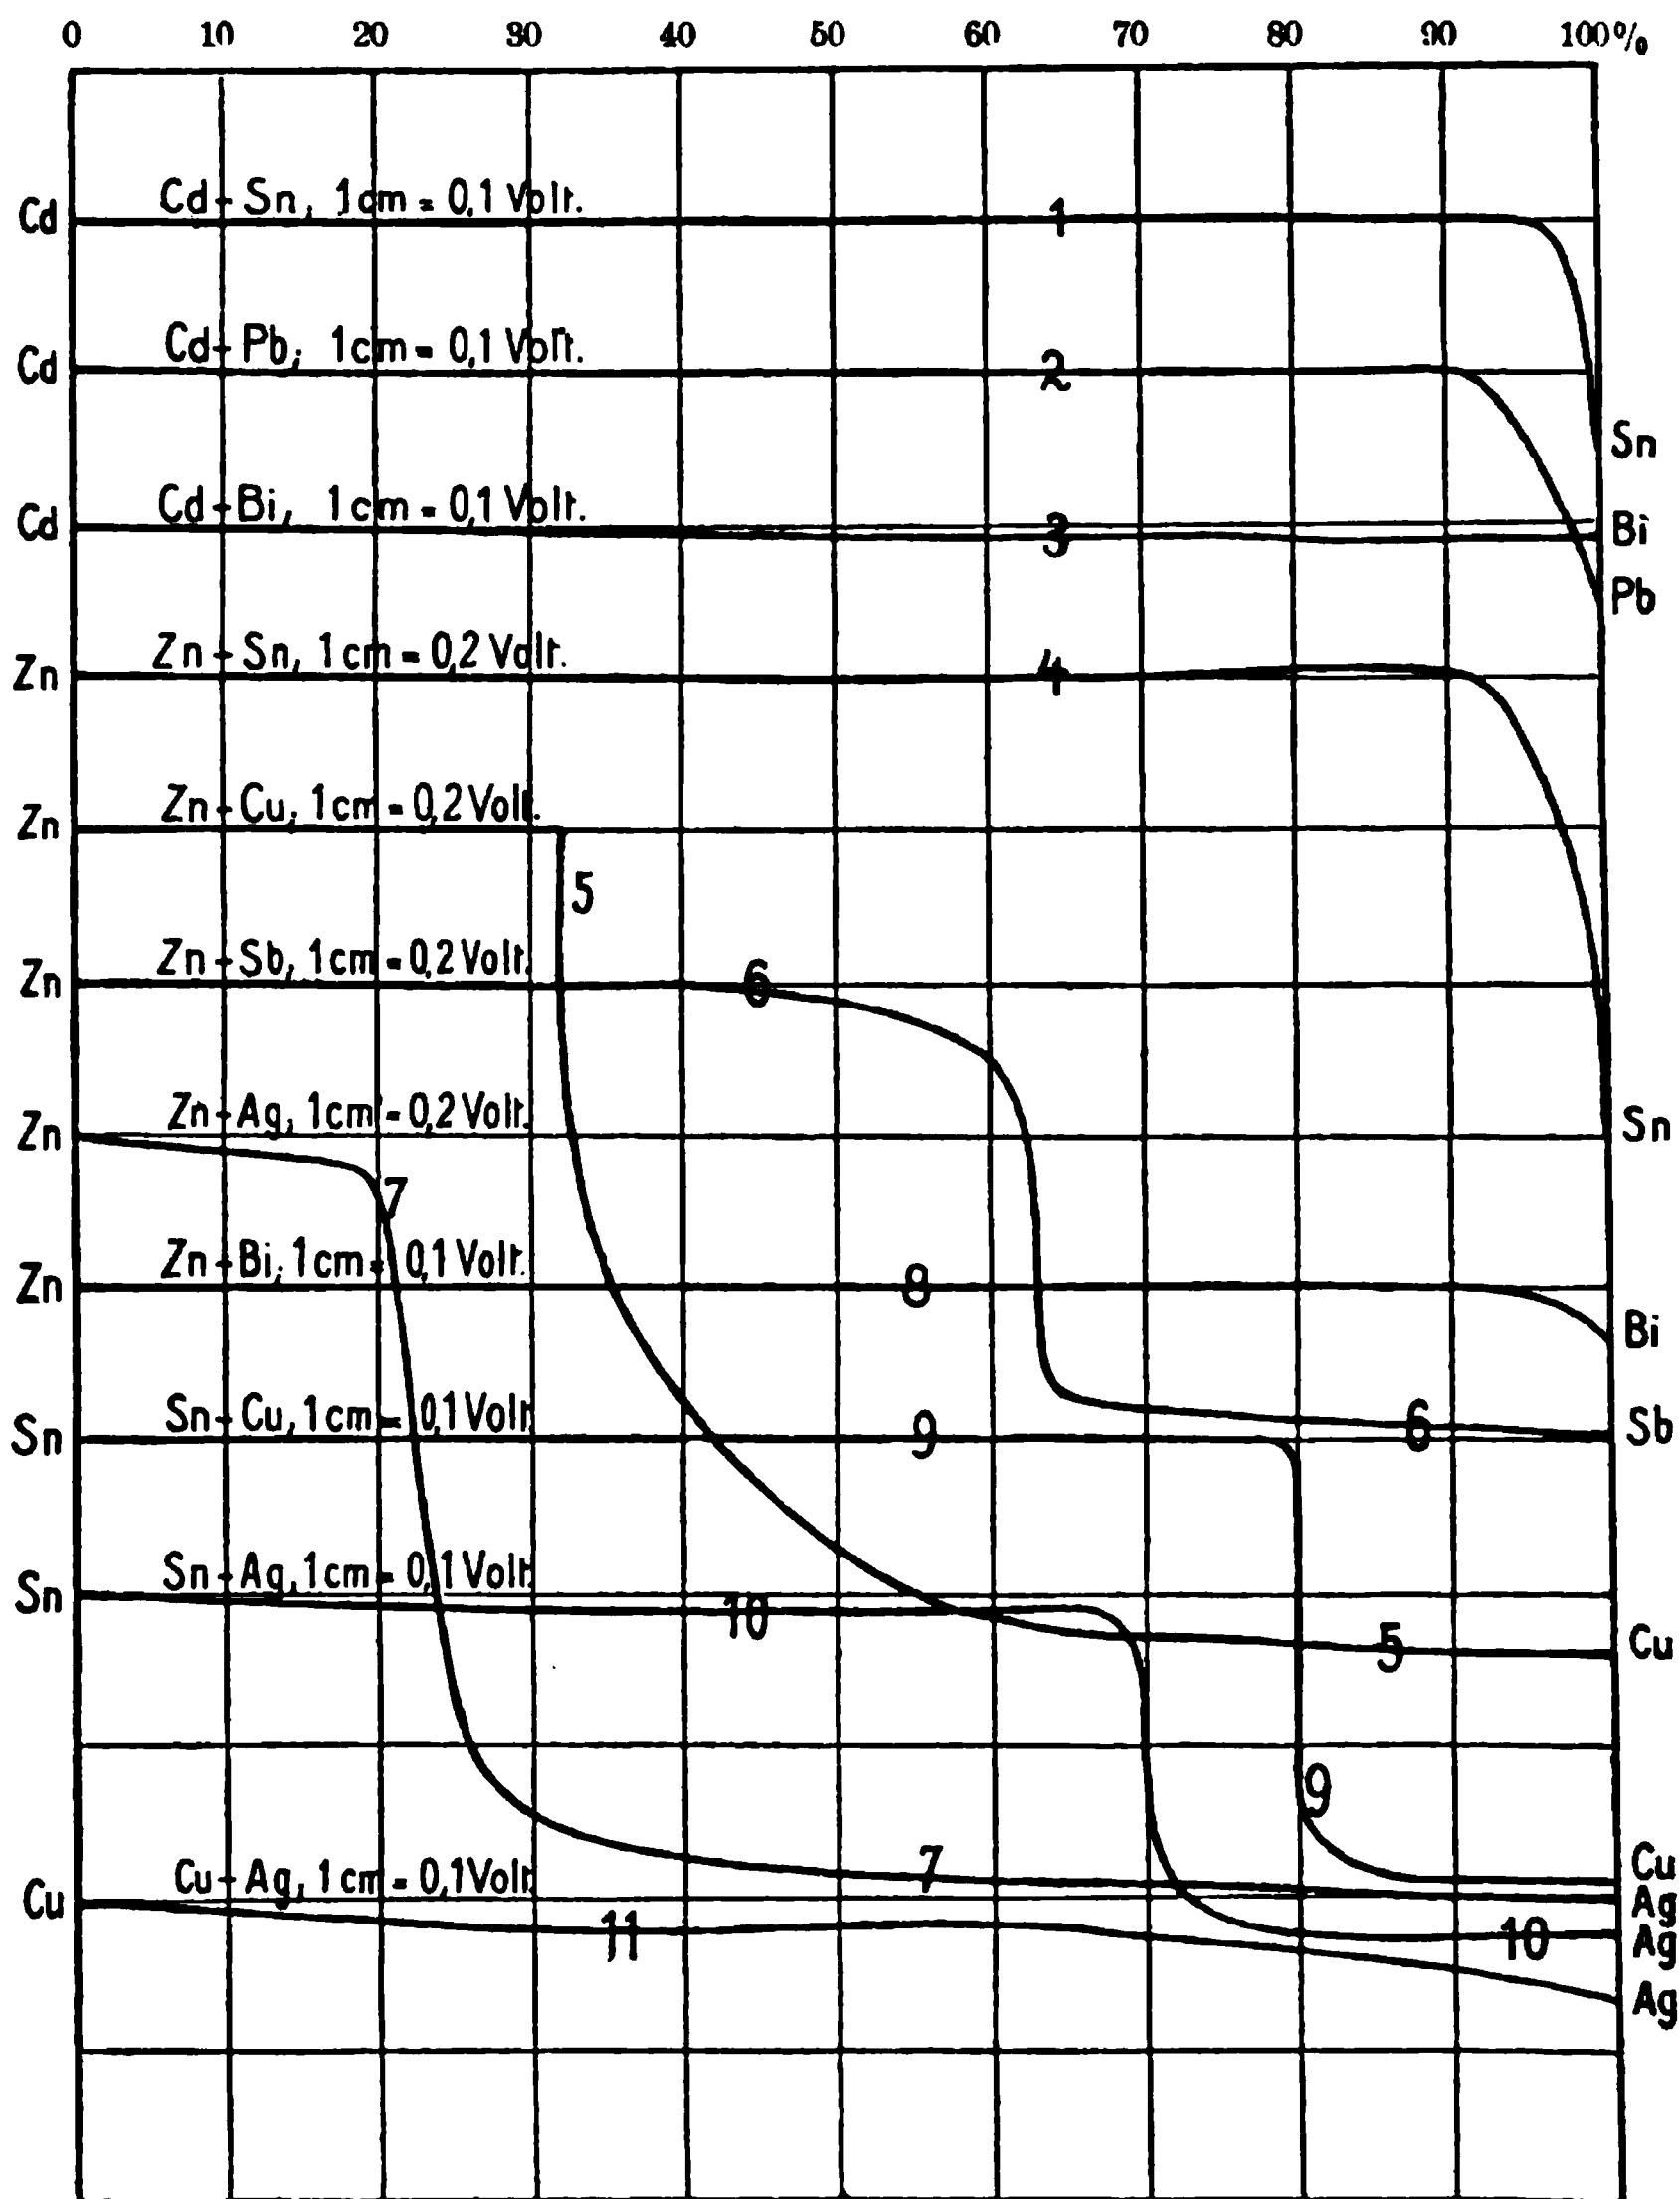 0 10 20 30 40 50 60 70 80 90 100%
Cd Cd-Sn, 1cm = 0,1 Volt. 1
Cd Cd-Pb, 1cm = 0,1 Volt. 2
Sn
Cd Cd-Bi, 1cm = 0,1 Volt. 3 Bi
Pb
Zn Zn-Sn, 1cm = 0,2 Volt. 4
Zn Zn-Cu, 1cm = 0,2 Volt.
5
Zn Zn-Sb, 1cm = 0,2 Volt. 6
Zn Zn-Ag, 1cm = 0,2 Volt. Sn
7
Zn Zn-Bi, 1cm = 0,1 Volt. 8
Bi
Sn Sn-Cu, 1cm = 0,1 Volt 9 6 Sb
Sn Sn-Ag, 1cm = 0,1 Volt. 10
5 Cu
9
Cu Cu-Ag, 1cm = 0,1 Volt 7 Cu
Ag
11 10 Ag
Ag